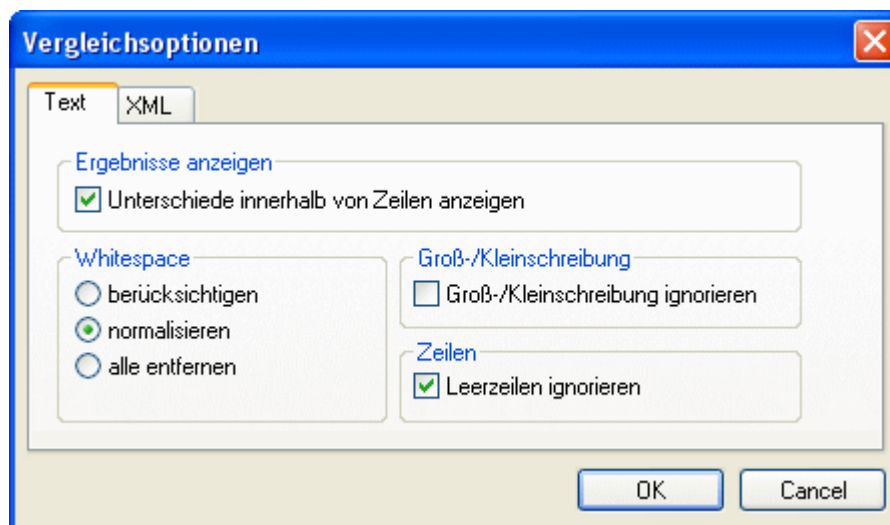 Vergleichsoptionen
Text XML
Ergebnisse anzeigen
Unterschiede innerhalb von Zeilen anzeigen
Whitespace
berücksichtigen
normalisieren
alle entfernen
Groß-/Kleinschreibung
Groß-/Kleinschreibung ignorieren
Zeilen
Leerzeilen ignorieren
OK Cancel